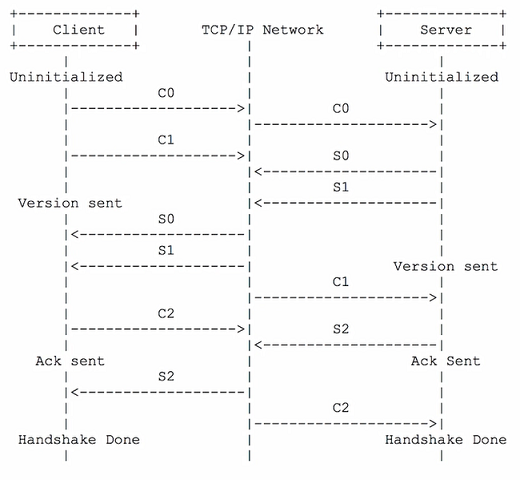 Client TCP/IP Network Server
Uninitialized Uninitialized
C0
C0
C1
S0
S1
Version sent
S0
S1
Version sent
C1
C2
S2
Ack sent Ack Sent
S2
C2
Handshake Done Handshake Done